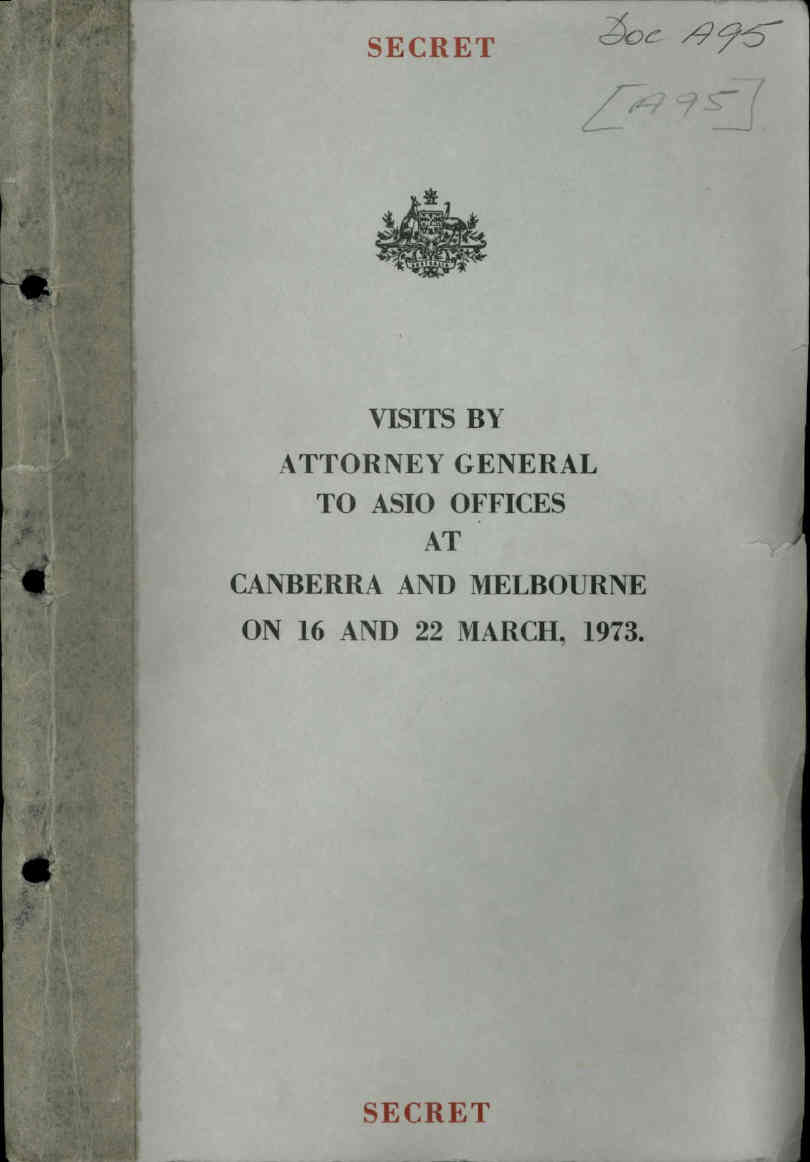 SECRET
Doc A95
[A95]
AUSTRALIA
VISITS BY
ATTORNEY GENERAL
TO ASIO OFFICES
AT
CANBERRA AND MELBOURNE
ON 16 AND 22 MARCH, 1973.
SECRET